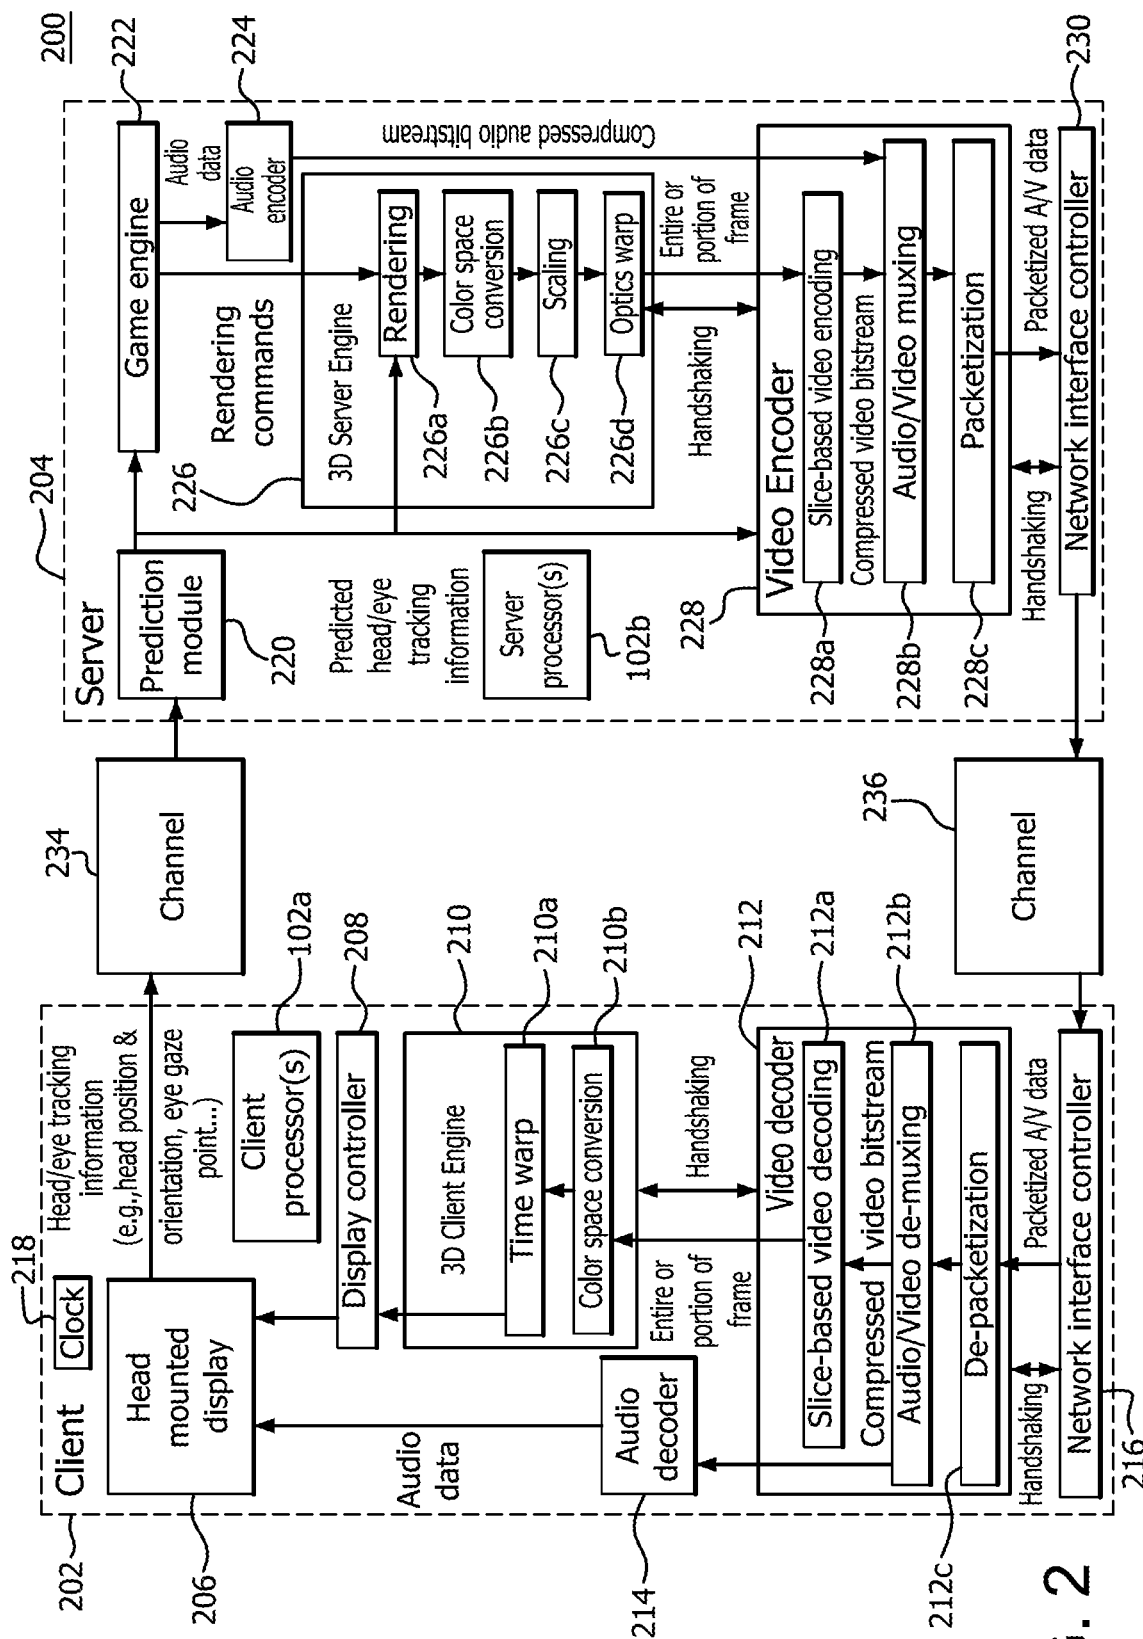 200
Client
202
Clock
218
Head
mounted
display
206
Head/eye tracking
information
(e.g.,head position &
orientation, eye gaze
point...)
Client
processor(s)
102a
Display controller
208
3D Client Engine
210
Time warp
210a
Color space conversion
210b
Audio
data
Audio
decoder
214
Entire or
portion of
frame
Handshaking
Video decoder
212
Slice-based video decoding
212a
Compressed video bitstream
Audio/Video de-muxing
212b
De-packetization
212c
Handshaking
Packetized A/V data
Network interface controller
216
Channel
234
Channel
236
Server
204
Prediction
module
220
Game engine
222
Audio
data
Audio
encoder
224
Rendering
commands
Compressed audio bitstream
226
3D Server Engine
Rendering
226a
Color space
conversion
226b
Scaling
226c
Optics warp
226d
Predicted
head/eye
tracking
information
Server
processor(s)
102b
Handshaking
Entire or
portion of
frame
228
Video Encoder
Slice-based video encoding
228a
Compressed video bitstream
Audio/Video muxing
228b
Packetization
228c
Handshaking
Packetized A/V data
Network interface controller
230
. 2